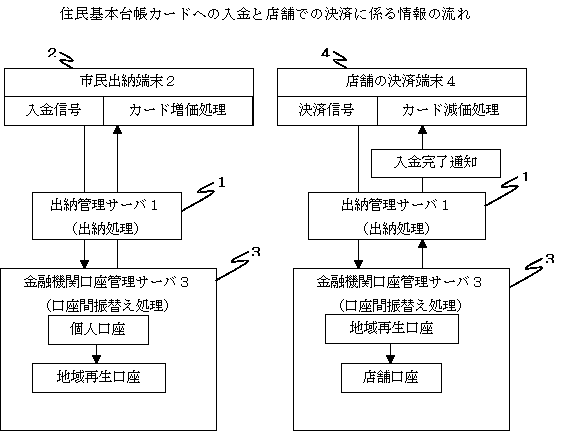 住民基本台帳カードへの入金と店舗での決済に係る情報の流れ
2
市民出納端末2
入金信号
カード増価処理
1
出納管理サーバ1
(出納処理)
3
金融機関口座管理サーバ3
(口座間振替え処理)
個人口座
地域再生口座
4
店舗の決済端末4
決済信号
カード減価処理
入金完了通知
1
出納管理サーバ1
(出納処理)
3
金融機関口座管理サーバ3
(口座間振替え処理)
地域再生口座
店舗口座